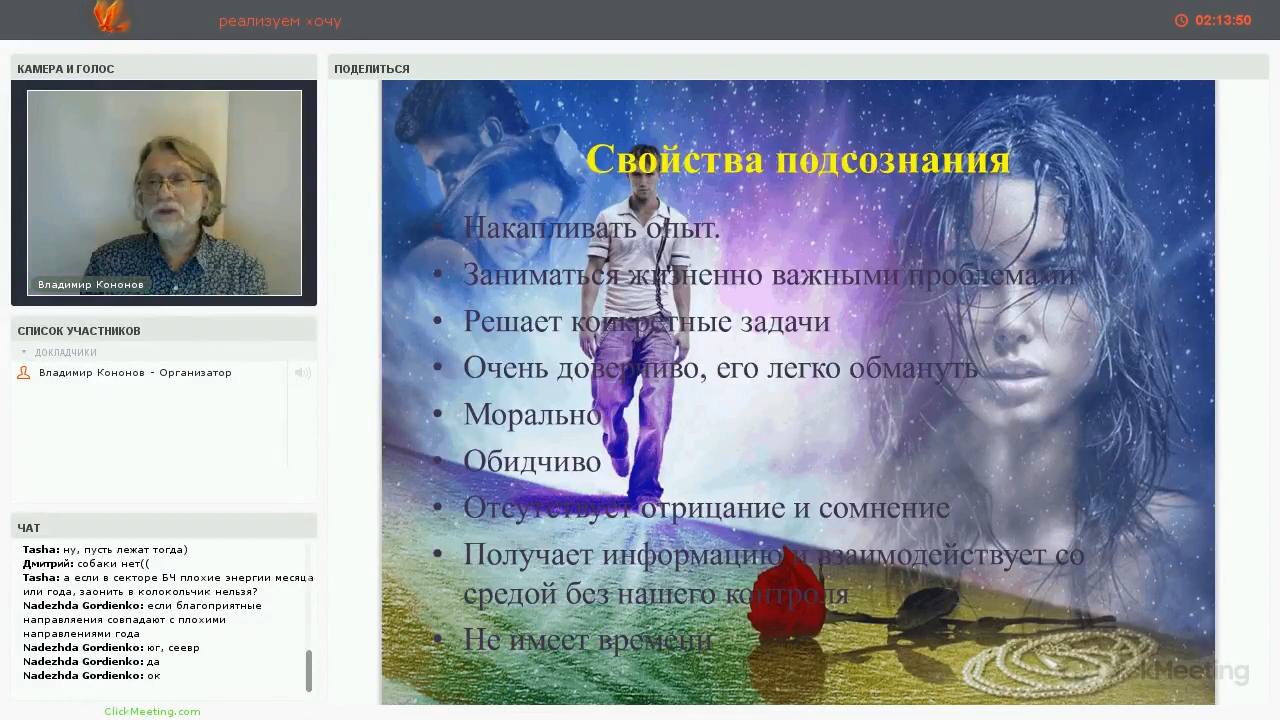 реализуем хочу
02:13:50
КАМЕРА И ГОЛОС
Владимир Кононов
СПИСОК УЧАСТНИКОВ
ДОКЛАДЧИКИ
Владимир Кононов - Организатор
ЧАТ
Tasha: ну, пусть лежат тогда)
Дмитрий: собаки нет((
Tasha: а если в секторе БЧ плохие энергии месяца
или года, звонить в колокольчик нельзя?
Nadezhda Gordienko: если благоприятные
направляения совпадают с плохими
направлениями года
Nadezhda Gordienko: юг, сеевр
Nadezhda Gordienko: да
Nadezhda Gordienko: ок
ClickMeeting.com
ПОДЕЛИТЬСЯ
Свойства подсознания
• Накапливать опыт.
• Заниматься жизненно важными проблемами
• Решает конкретные задачи
• Очень доверчиво, его легко обмануть
• Морально
• Обидчиво
• Отсутствует отрицание и сомнение
• Получает информацию и взаимодействует со
средой без нашего контроля
• Не имеет времени
ClickMeeting